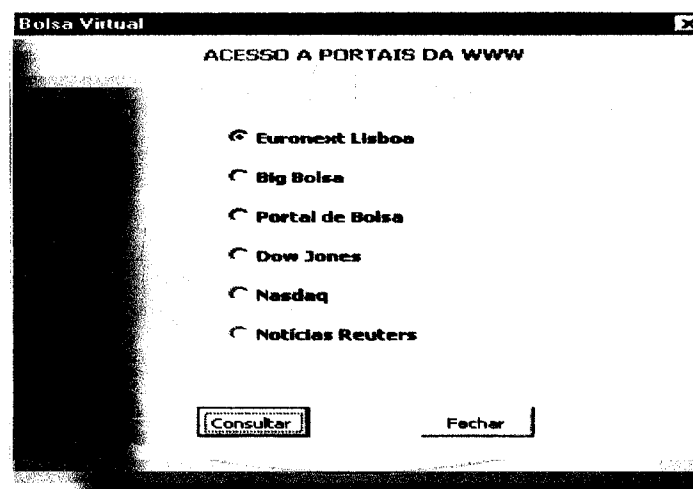 Bolsa Virtual
ACESSO A PORTAIS DA WWW
Euronext Lisboa
Big Bolsa
Portal de Bolsa
Dow Jones
Nasdaq
Notícias Reuters
Consultar Fechar